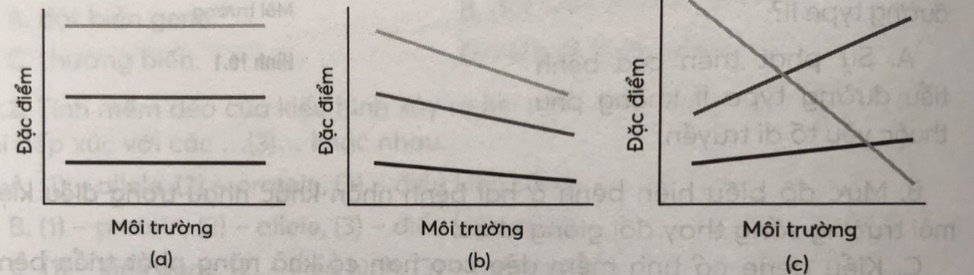 Đặc điểm
Môi trường
(a)
Đặc điểm
Môi trường
(b)
Đặc điểm
Môi trường
(c)